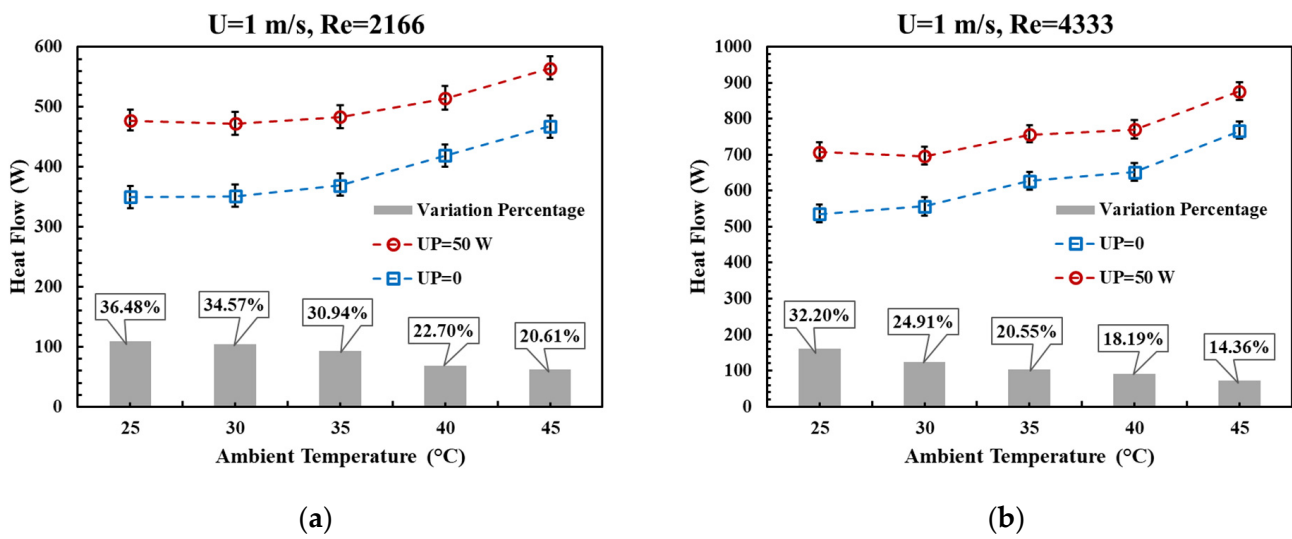 U=1 m/s, Re=2166
600
500
400
300
200
100
0
Heat Flow (W)
Variation Percentage
UP=50 W
UP=0
36.48%
34.57%
30.94%
22.70%
20.61%
25
30
35
40
45
Ambient Temperature (°C)
(a)
U=1 m/s, Re=4333
1000
900
800
700
600
500
400
300
200
100
0
Heat Flow (W)
Variation Percentage
UP=0
UP=50 W
32.20%
24.91%
20.55%
18.19%
14.36%
25
30
35
40
45
Ambient Temperature (°C)
(b)